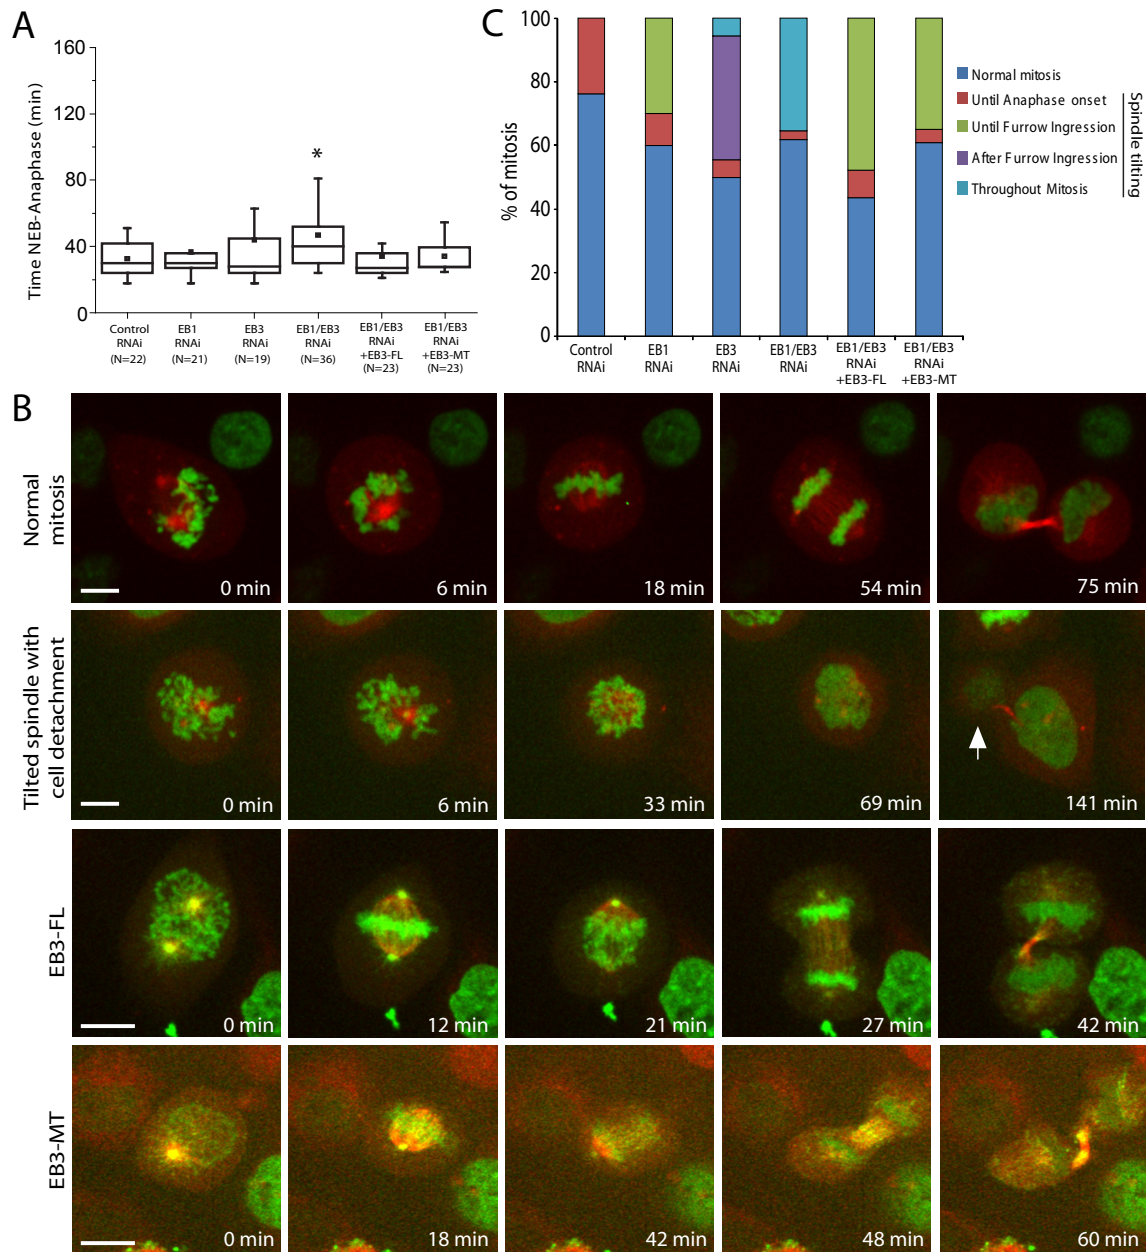 A
160
120
80
40
0
Time NEB-Anaphase (min)
*
Control
RNAi
(N=22)
EB1
RNAi
(N=21)
EB3
RNAi
(N=19)
EB1/EB3
RNAi
(N=36)
EB1/EB3
RNAi
+EB3-FL
(N=23)
EB1/EB3
RNAi
+EB3-MT
(N=23)
C
100
80
60
40
20
0
% of mitosis
Control
RNAi
EB1
RNAi
EB3
RNAi
EB1/EB3
RNAi
EB1/EB3
RNAi
+EB3-FL
EB1/EB3
RNAi
+EB3-MT
Normal mitosis
Until Anaphase onset
Until Furrow Ingression
After Furrow Ingression
Throughout Mitosis
Spindle tilting
B
Normal
mitosis
0 min
6 min
18 min
54 min
75 min
Tilted spindle with
cell detachment
0 min
6 min
33 min
69 min
141 min
EB3-FL
0 min
12 min
21 min
27 min
42 min
EB3-MT
0 min
18 min
42 min
48 min
60 min